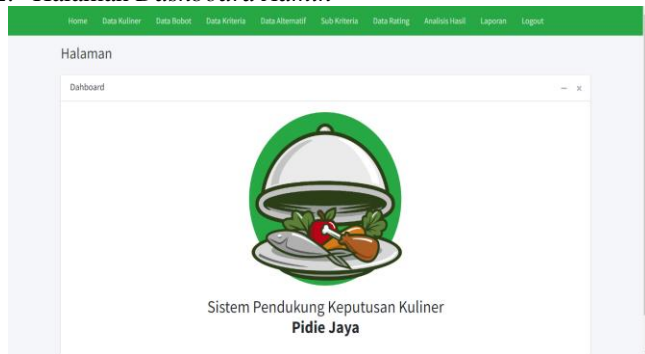 Halaman Dashboard Admin
Home Data Kuliner Data Bobot Data Kriteria Data Alternatif Sub Kriteria Data Rating Analisis Hasil Laporan Logout
Halaman
Dahboard
Sistem Pendukung Keputusan Kuliner
Pidie Jaya